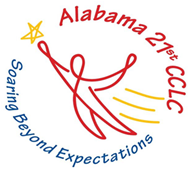 Alabama 21st CCLC
Soaring Beyond Expectations